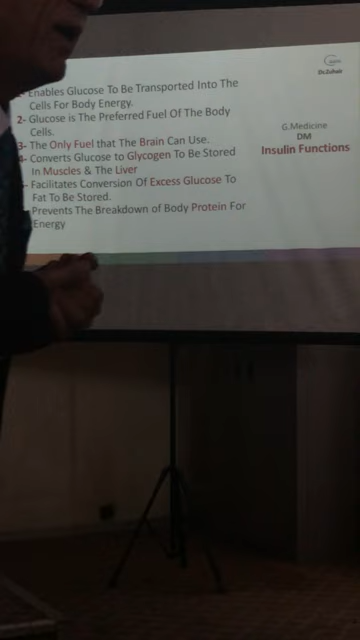 Enables Glucose To Be Transported Into The
Cells For Body Energy.
2- Glucose is The Preferred Fuel Of The Body
Cells.
3- The Only Fuel that The Brain Can Use.
4- Converts Glucose to Glycogen To Be Stored
In Muscles & The Liver
- Facilitates Conversion Of Excess Glucose To
Fat To Be Stored.
Prevents The Breakdown of Body Protein For
Energy
Dr.Zuhair
G.Medicine
DM
Insulin Functions